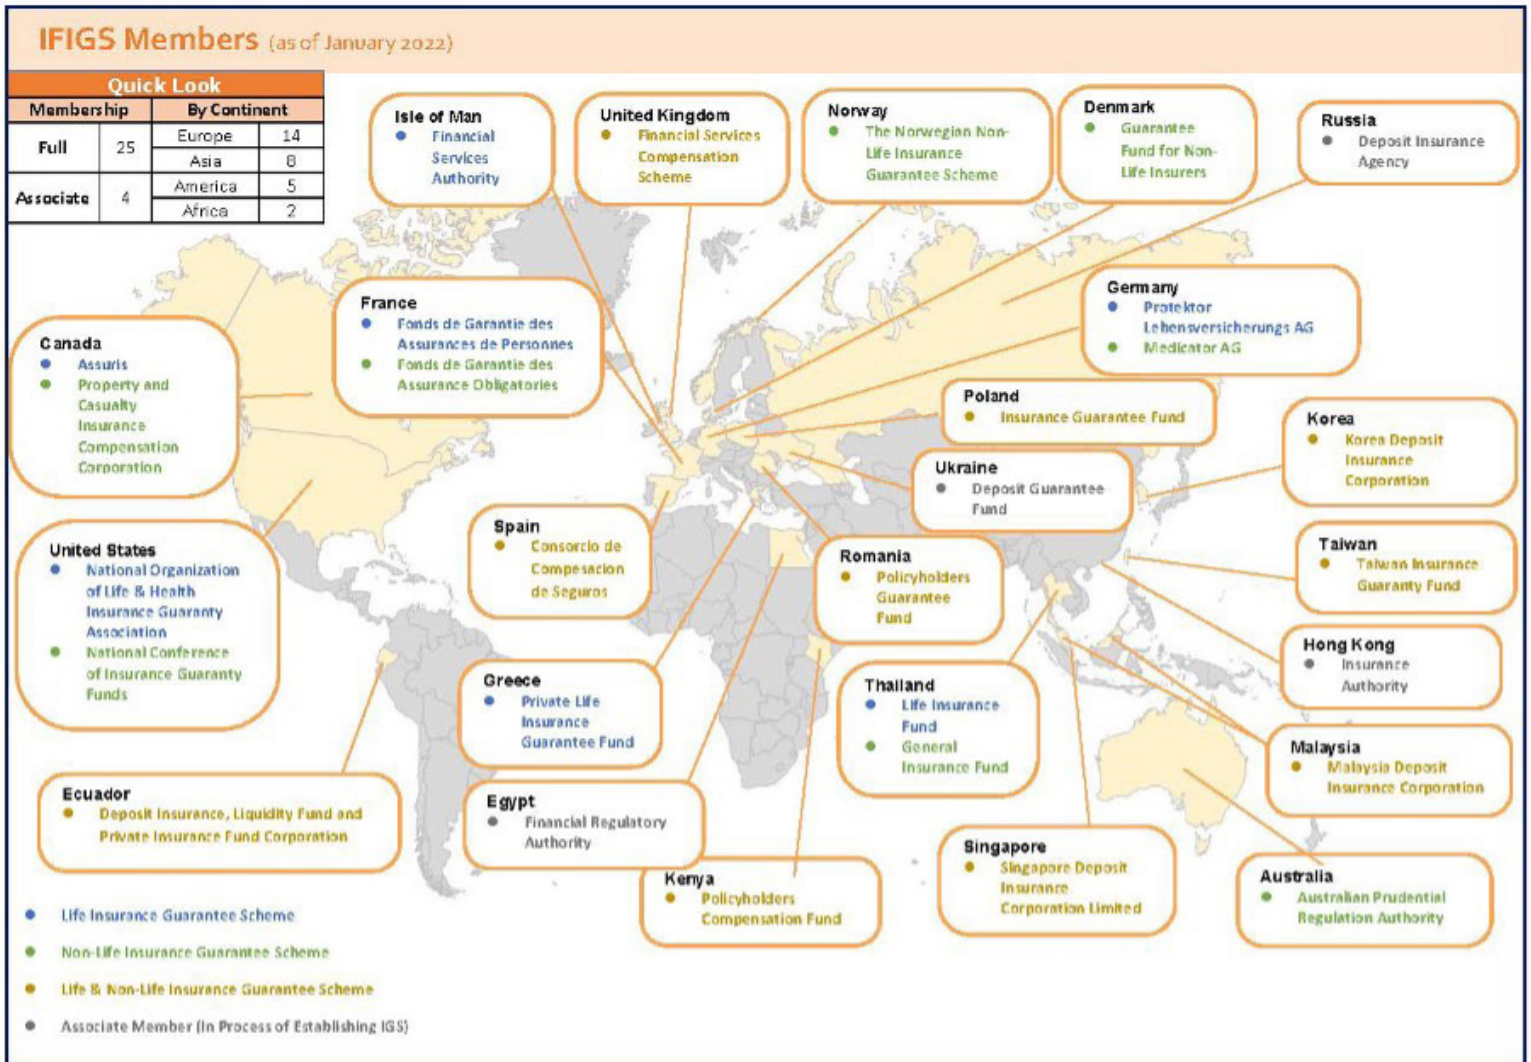 IFIGS Members (as of January 2022)
Quick Look
Membership By Continent
Full 25 Europe 14
Asia 8
Associate 4 America 5
Africa 2
Isle of Man
Financial
Services
Authority
United Kingdom
Financial Services
Compensation
Scheme
Norway
The Norwegian Non-
Life Insurance
Guarantee Scheme
Denmark
Guarantee
Fund for Non-
Life Insurers
Russia
Deposit Insurance
Agency
France
Fonds de Garantie des
Assurances de Personnes
Fonds de Garantie des
Assurance Obligatories
Germany
Protektor
Lebensversicherungs AG
Medicator AG
Canada
Assuris
Property and
Casualty
Insurance
Compensation
Corporation
Poland
Insurance Guarantee Fund
Korea
Korea Deposit
Insurance
Corporation
Ukraine
Deposit Guarantee
Fund
Spain
Consorcio de
Compesacion
de Seguros
United States
National Organization
of Life & Health
Insurance Guaranty
Association
National Conference
of Insurance Guaranty
Funds
Romania
Policyholders
Guarantee
Fund
Taiwan
Taiwan Insurance
Guaranty Fund
Hong Kong
Insurance
Authority
Greece
Private Life
Insurance
Guarantee Fund
Thailand
Life Insurance
Fund
General
Insurance Fund
Malaysia
Malaysia Deposit
Insurance Corporation
Ecuador
Deposit Insurance, Liquidity Fund and
Private Insurance Fund Corporation
Egypt
Financial Regulatory
Authority
Kenya
Policyholders
Compensation Fund
Singapore
Singapore Deposit
Insurance
Corporation Limited
Australia
Australian Prudential
Regulation Authority
Life Insurance Guarantee Scheme
Non-Life Insurance Guarantee Scheme
Life & Non-Life Insurance Guarantee Scheme
Associate Member (In Process of Establishing IGS)